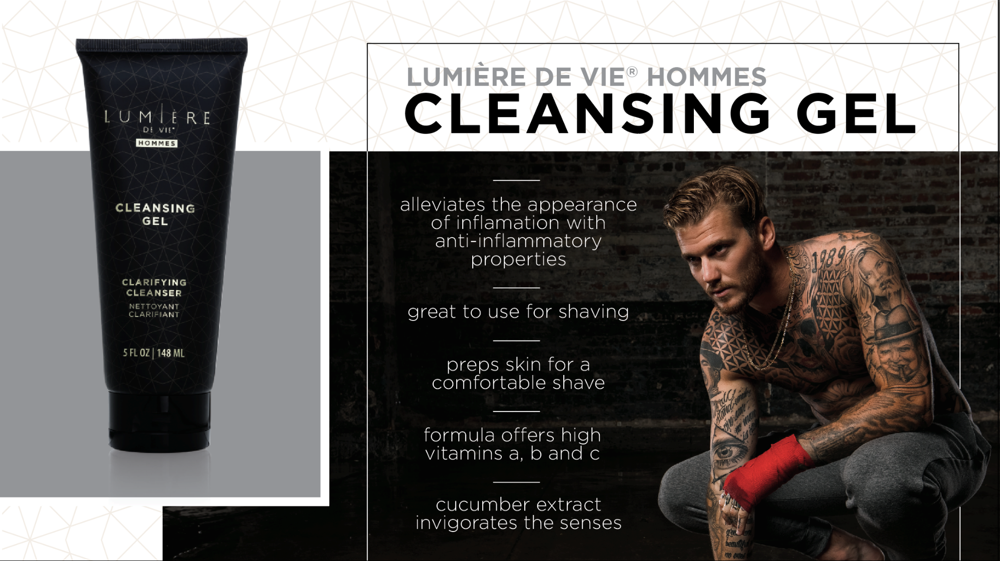 LUMIÈRE
DE VIE®
HOMMES
CLEANSING
GEL
CLARIFYING
CLEANSER
NETTOYANT
CLARIFIANT
5 FL OZ | 148 ML
LUMIÈRE DE VIE® HOMMES
CLEANSING GEL
alleviates the appearance
of inflamation with
anti-inflammatory
properties
great to use for shaving
preps skin for a
comfortable shave
formula offers high
vitamins a, b and c
cucumber extract
invigorates the senses
1989